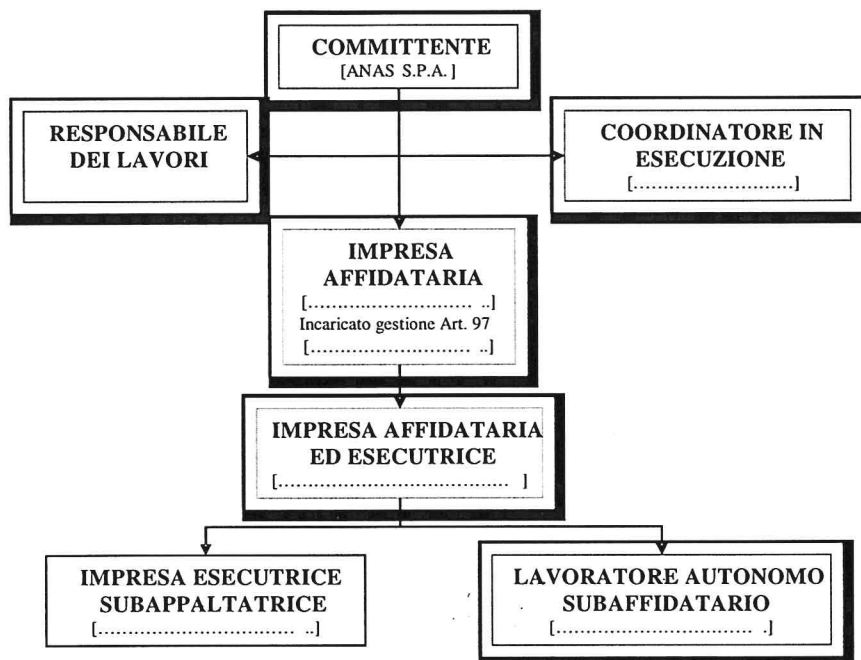 COMMITTENTE
[ANAS S.P.A.]
RESPONSABILE
DEI LAVORI
COORDINATORE IN
ESECUZIONE
[...........................]
IMPRESA
AFFIDATARIA
[........................... ..]
Incaricato gestione Art. 97
[.......................... ..]
IMPRESA AFFIDATARIA
ED ESECUTRICE
[..................................... ]
IMPRESA ESECUTRICE
SUBAPPALTATRICE
[................................ ..]
LAVORATORE AUTONOMO
SUBAFFIDATARIO
[................................ .]